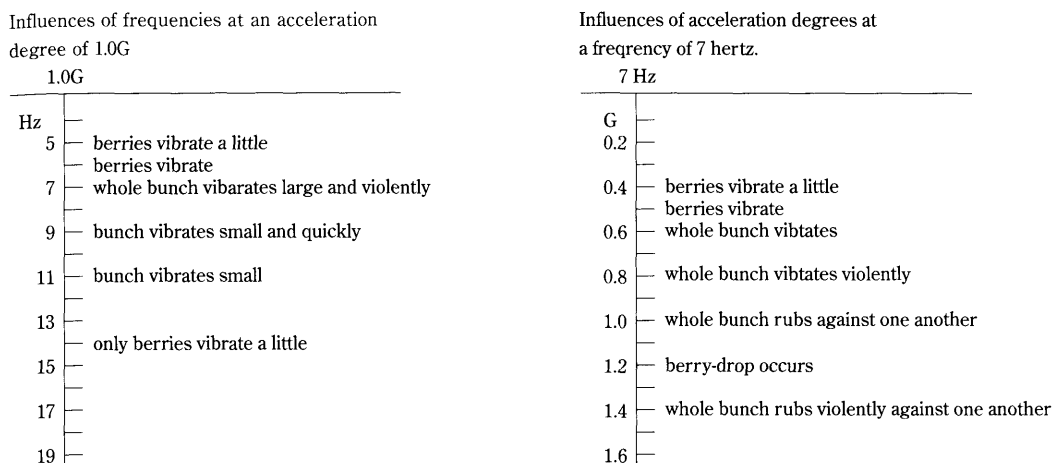 Influences of frequencies at an acceleration
degree of 1.0G
1.0G
Hz
5 berries vibrate a little
berries vibrate
7 whole bunch vibarates large and violently
9 bunch vibrates small and quickly
11 bunch vibrates small
13
only berries vibrate a little
15
17
19
Influences of acceleration degrees at
a freqrency of 7 hertz.
7 Hz
G
0.2
0.4 berries vibrate a little
berries vibrate
0.6 whole bunch vibtates
0.8 whole bunch vibtates violently
1.0 whole bunch rubs against one another
1.2 berry-drop occurs
1.4 whole bunch rubs violently against one another
1.6